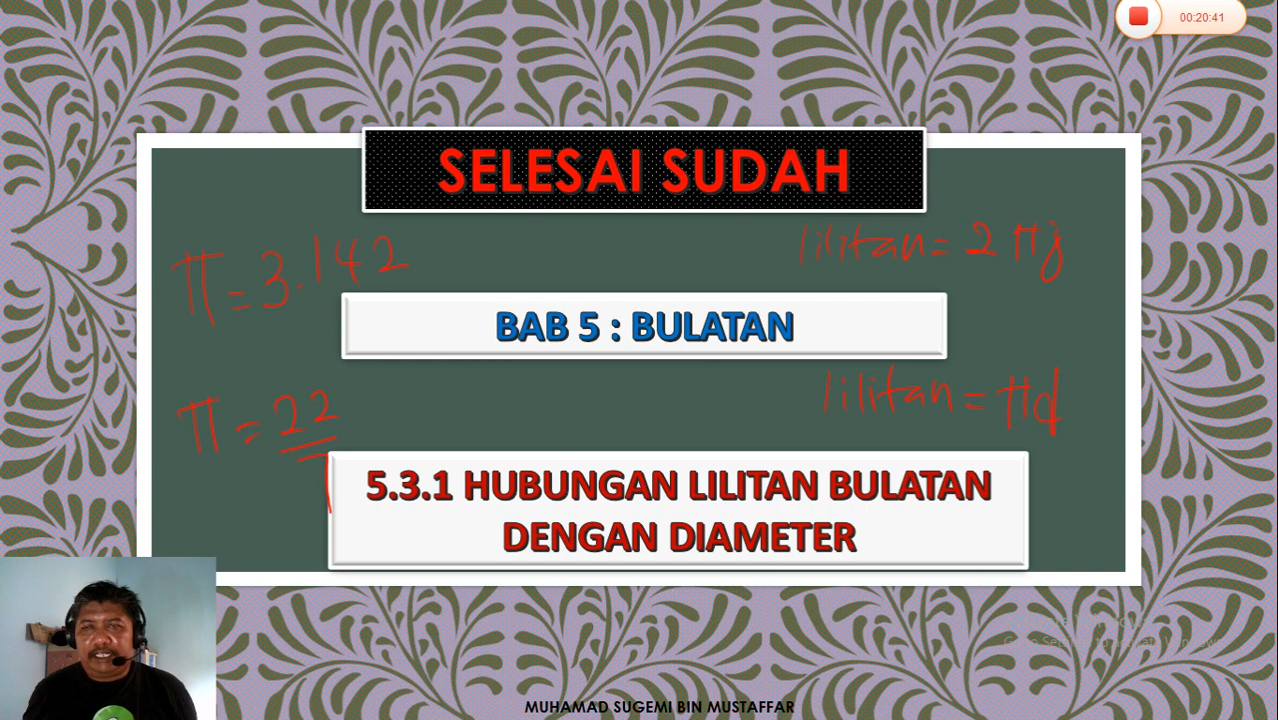 00:20:41
SELESAI SUDAH
π = 3.142
lilitan = 2πj
BAB 5 : BULATAN
π = 22
lilitan = πd
5.3.1 HUBUNGAN LILITAN BULATAN
DENGAN DIAMETER
MUHAMAD SUGEMI BIN MUSTAFFAR